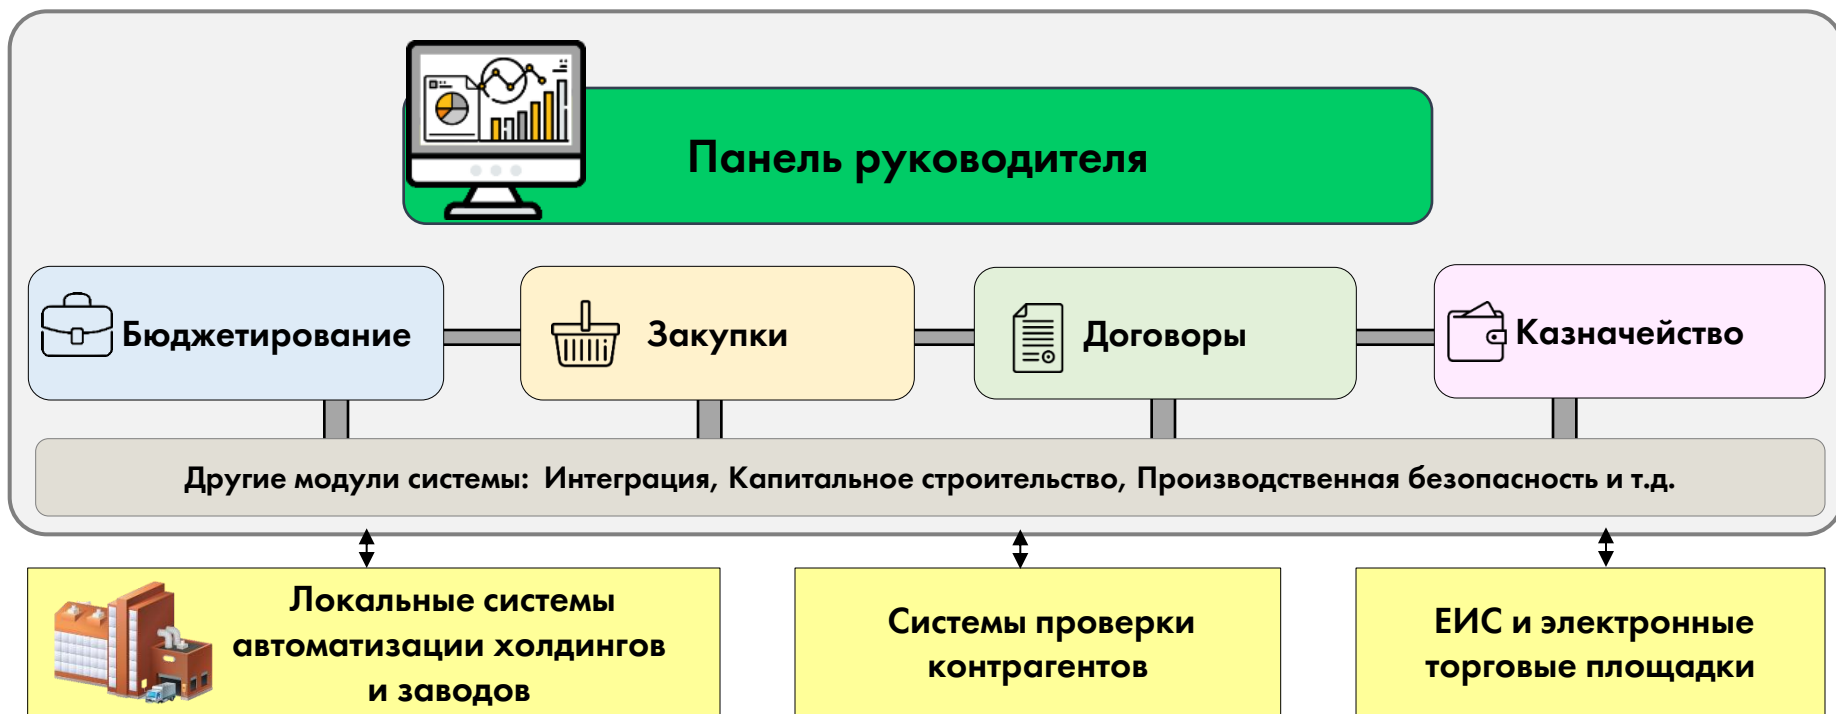 Панель руководителя
Бюджетирование
Закупки
Договоры
Казначейство
Другие модули системы: Интеграция, Капитальное строительство, Производственная безопасность и т.д.
Локальные системы
автоматизации холдингов
и заводов
Системы проверки
контрагентов
ЕИС и электронные
торговые площадки